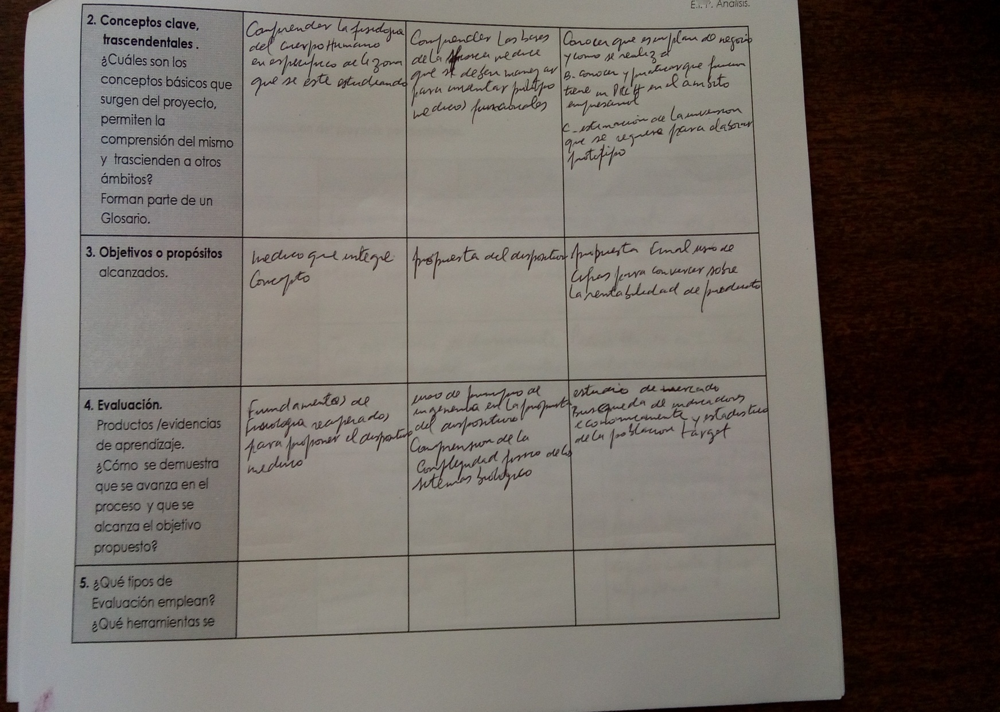 E.I.P. Análisis.
2. Conceptos clave,
trascendentales .
¿Cuáles son los
conceptos básicos que
surgen del proyecto,
permiten la
comprensión del mismo
y trascienden a otros
ámbitos?
Forman parte de un
Glosario.
Comprender la fisiologia
del cuerpo Humano
en especifico de la zona
que se este estudiando
Comprender las bases
de la fisica medica
que se deben manejar
para inventar
medicos funcionales
Conocer que es un plan de negocio
y como se realiza
B- conocer y practicar que funcion
tiene un PITCH en el ambito
empresarial
C- estimación de la inversion
que se requiere para elaborar
prototipo
3. Objetivos o propósitos
alcanzados.
medico que integre
Concepto
propuesta del dispositivo
propuesta final uso de
cifras para convencer sobre
la rentabilidad de producto
4. Evaluación.
Productos /evidencias
de aprendizaje.
¿Cómo se demuestra
que se avanza en el
proceso y que se
alcanza el objetivo
propuesto?
Fundamentos de
fisiologia recuperados
para proponer el dispositivo
medico
uso de principio de
ingenieria en la propuesta
del dispositivo
Comprension de la
Complejidad fisico de los
sitemas biologico
estudio de mercado
Busqueda de indicadores
economicamente y estadistico
de la poblacion target
5. ¿Qué tipos de
Evaluación emplean?
¿Qué herramientas se